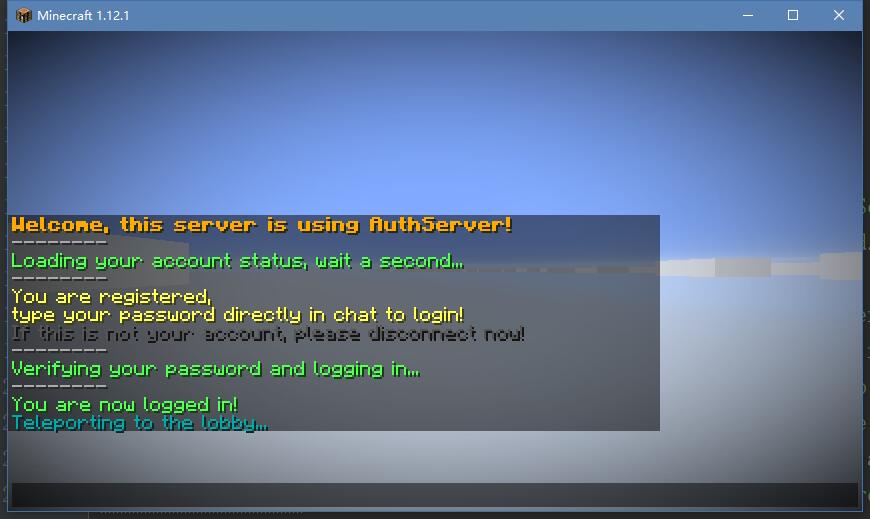 Minecraft 1.12.1
Welcome, this server is using AuthServer!
--------
Loading your account status, wait a second...
--------
You are registered,
type your password directly in chat to login!
If this is not your account, please disconnect now!
--------
Verifying your password and logging in...
--------
You are now logged in!
Teleporting to the lobby...